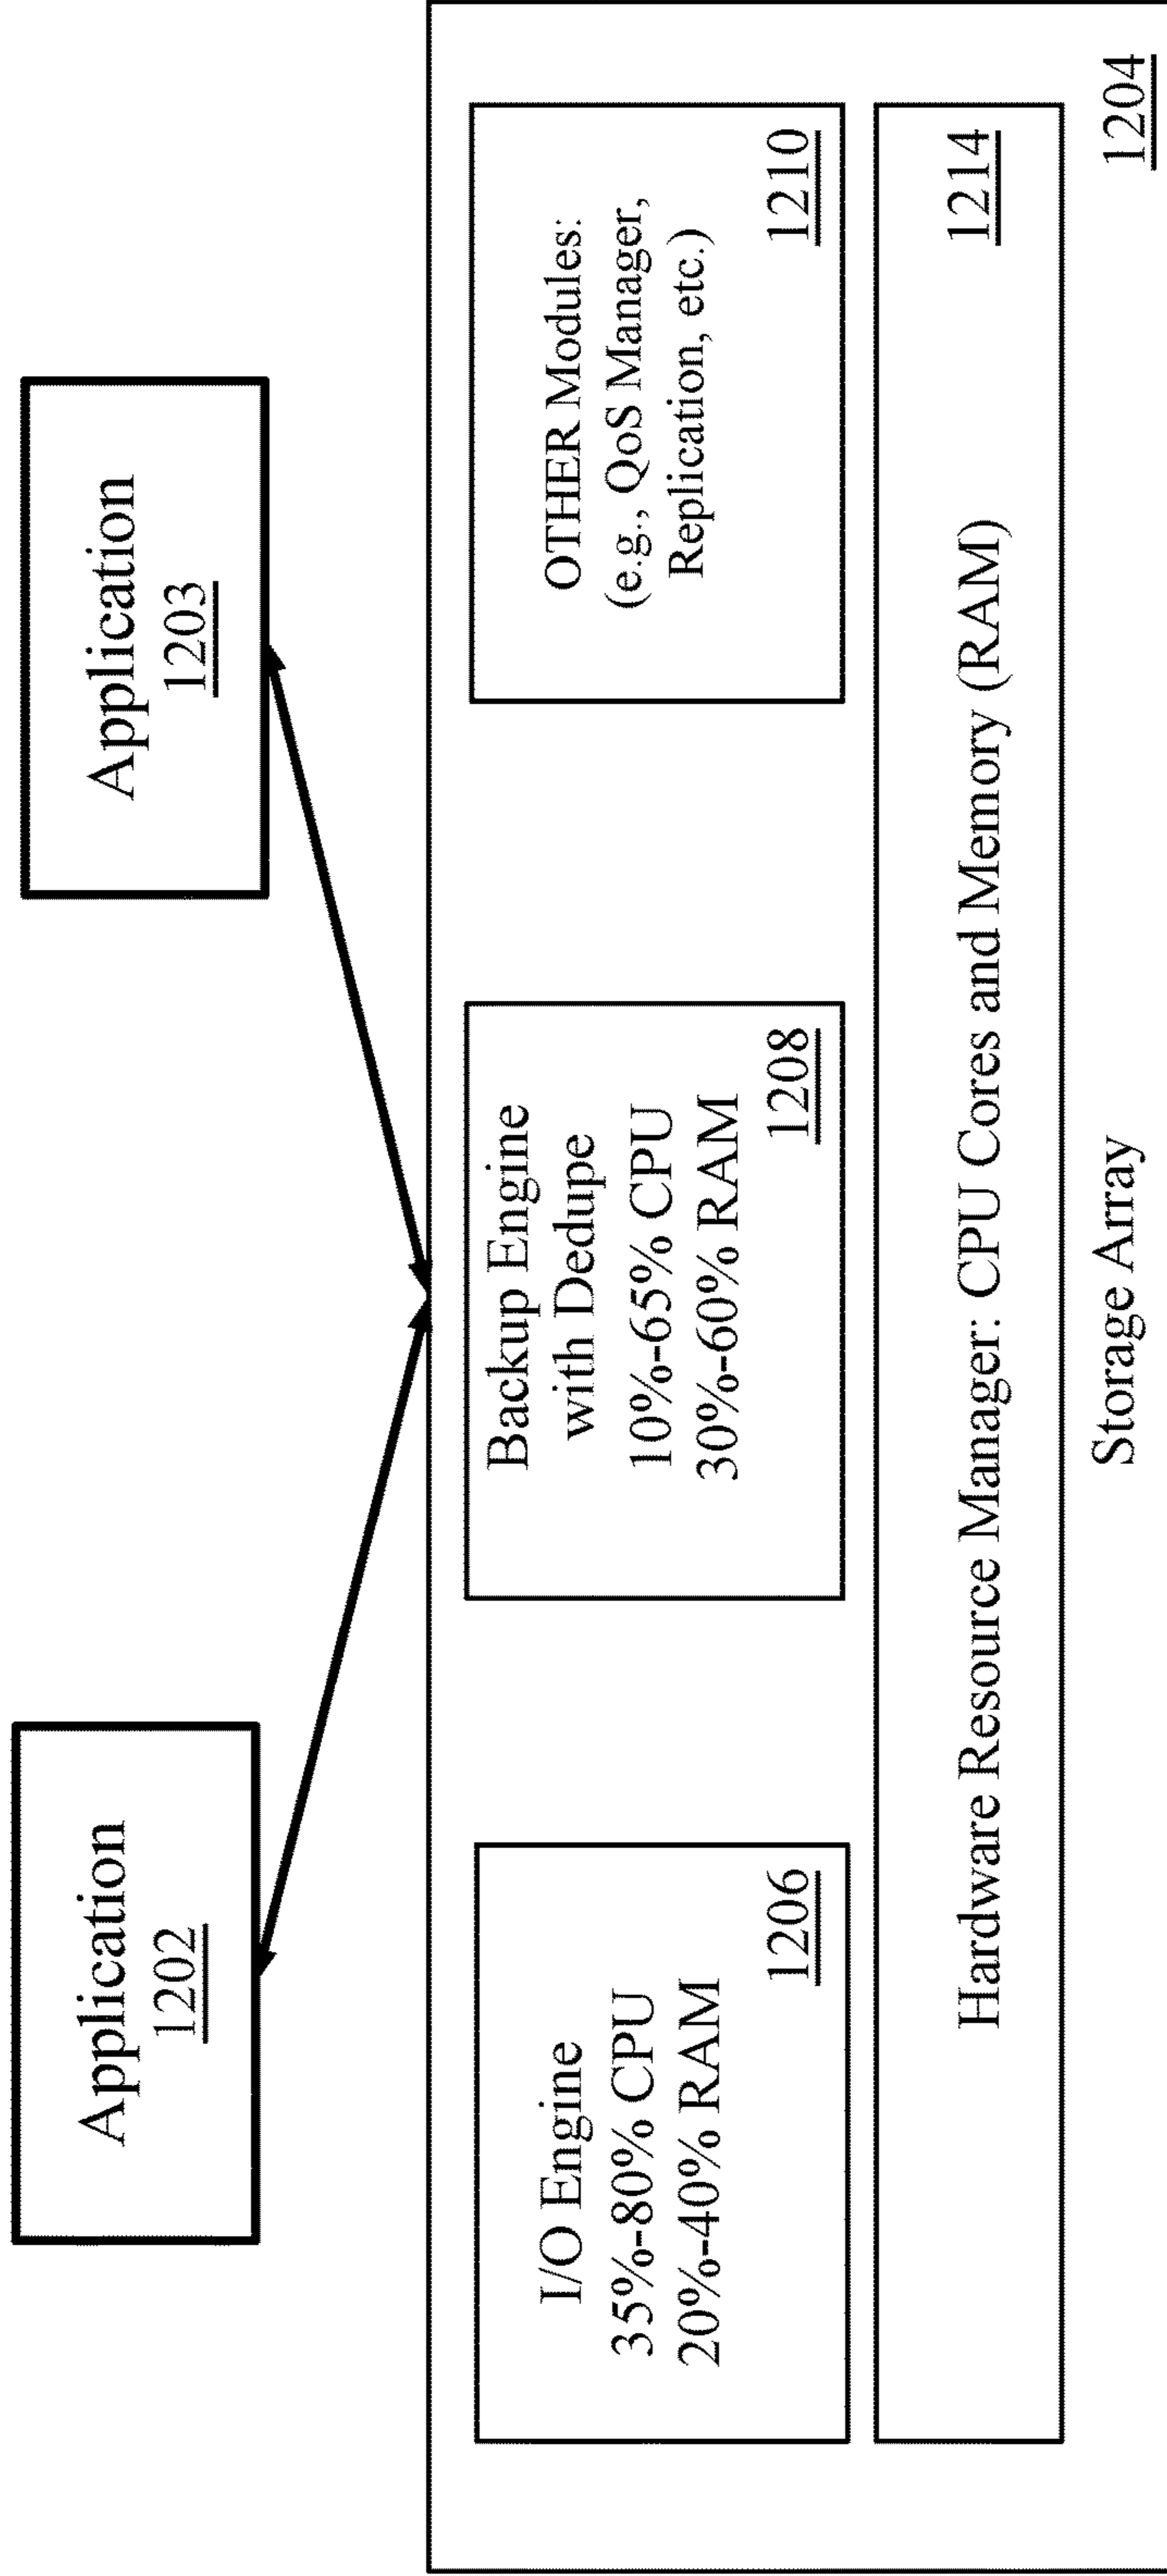 Application
1202
Application
1203
I/O Engine
35%-80% CPU
20%-40% RAM
1206
Backup Engine
with Dedupe
10%-65% CPU
30%-60% RAM
1208
OTHER Modules:
(e.g., QoS Manager,
Replication, etc.)
1210
Hardware Resource Manager: CPU Cores and Memory (RAM)
1214
Storage Array
1204